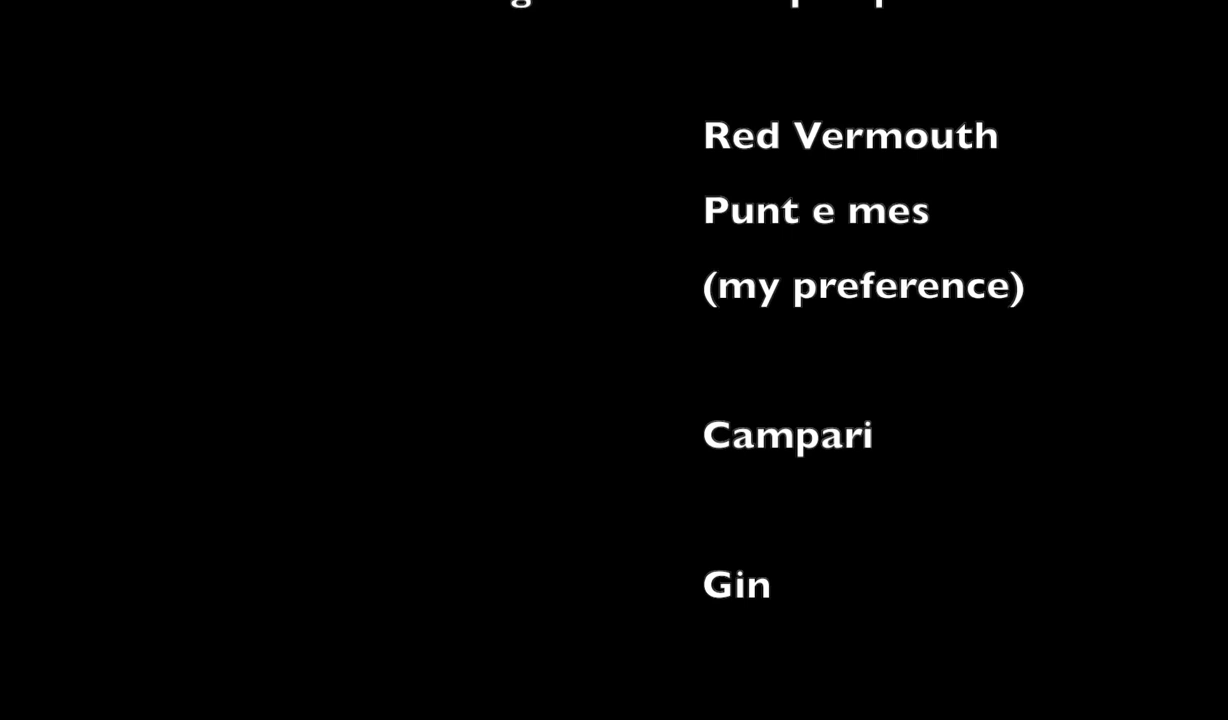 Red Vermouth
Punt e mes
(my preference)
Campari
Gin